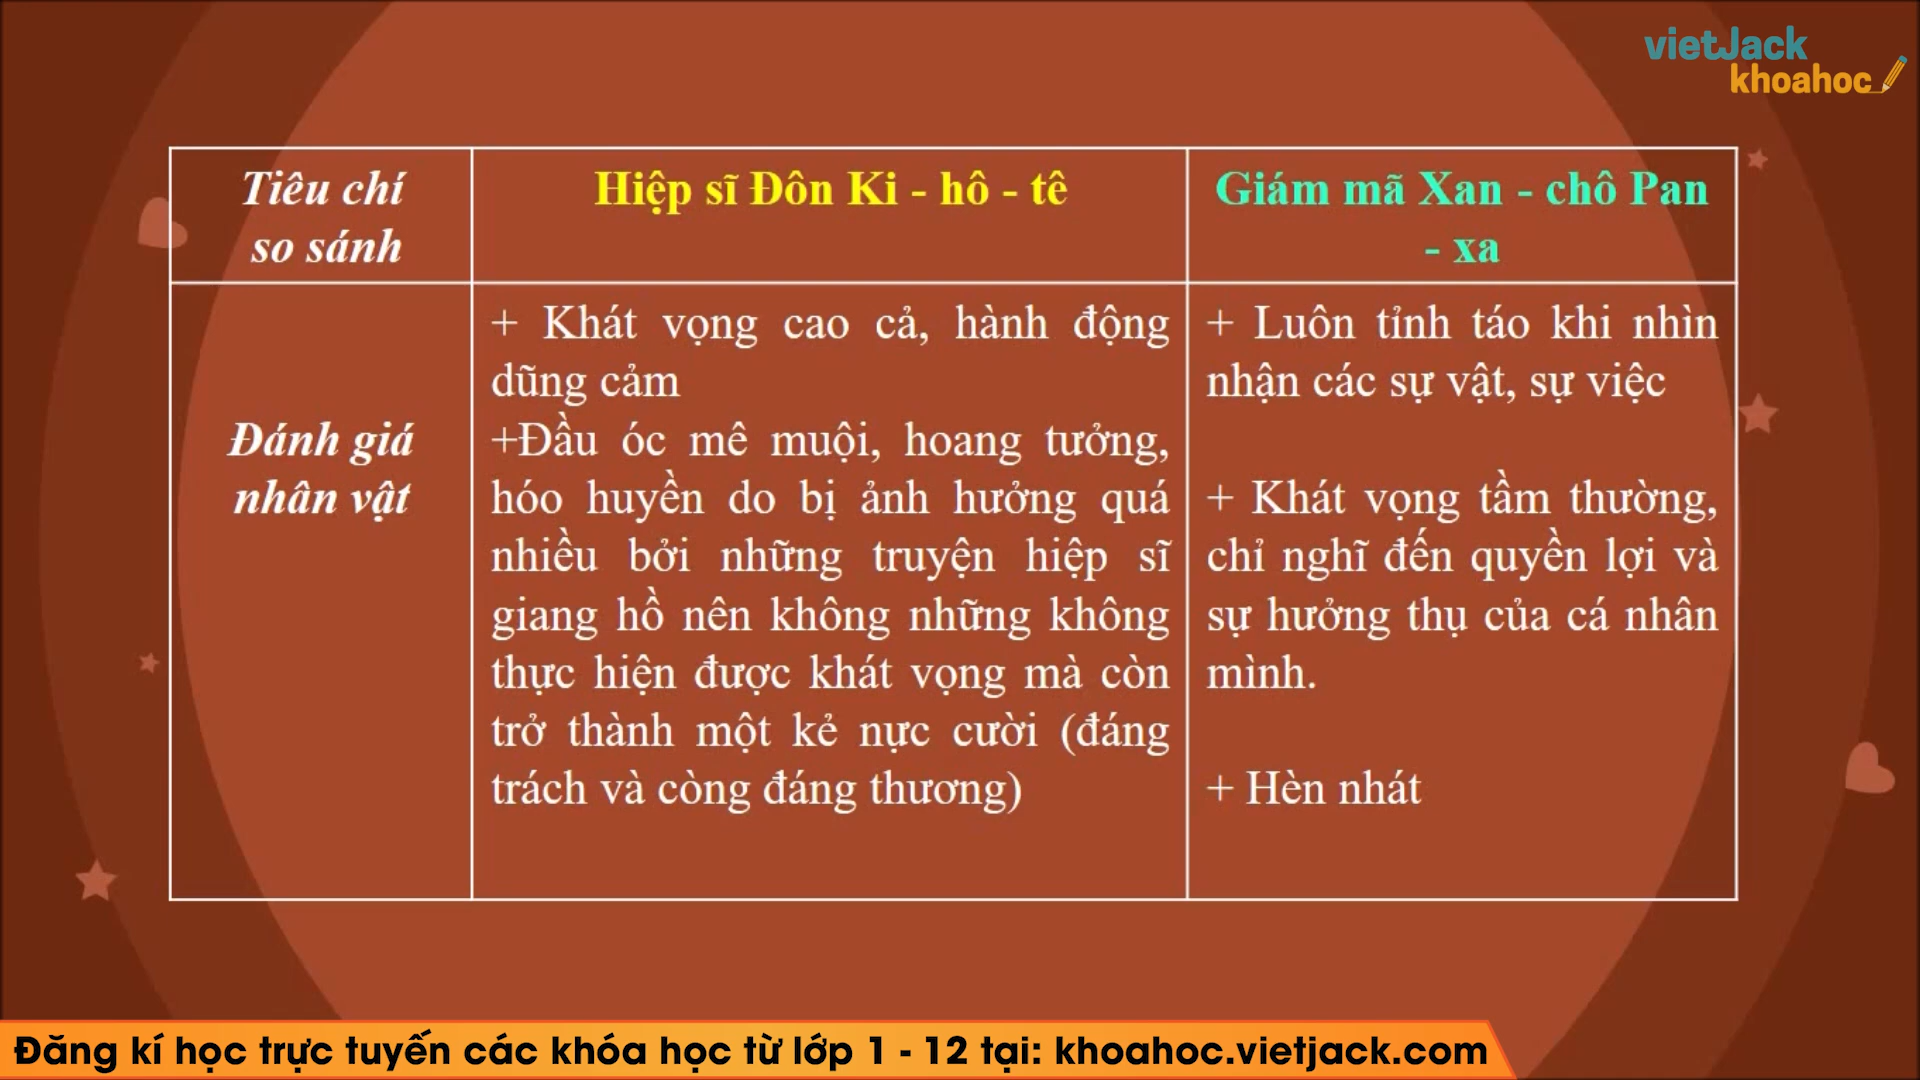 vietJack
khoahoc
Tiêu chí
so sánh
Hiệp sĩ Đôn Ki - hô - tê
Giám mã Xan - chô Pan
- xa
Đánh giá
nhân vật
+ Khát vọng cao cả, hành động
dũng cảm
+Đầu óc mê muội, hoang tưởng,
hóo huyền do bị ảnh hưởng quá
nhiều bởi những truyện hiệp sĩ
giang hồ nên không những không
thực hiện được khát vọng mà còn
trở thành một kẻ nực cười (đáng
trách và còng đáng thương)
+ Luôn tỉnh táo khi nhìn
nhận các sự vật, sự việc
+ Khát vọng tầm thường,
chỉ nghĩ đến quyền lợi và
sự hưởng thụ của cá nhân
mình.
+ Hèn nhát
Đăng kí học trực tuyến các khóa học từ lớp 1 - 12 tại: khoahoc.vietjack.com